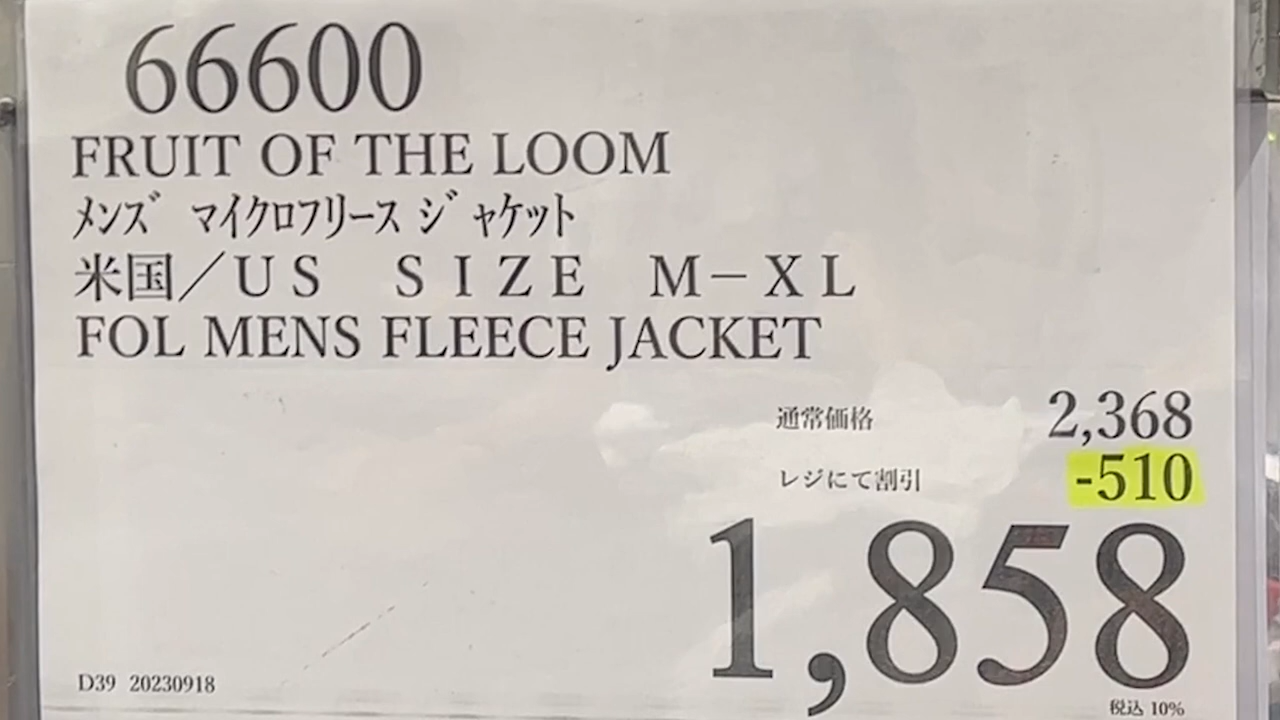 66600
FRUIT OF THE LOOM
ﾒﾝｽﾞ ﾏｲｸﾛﾌﾘｰｽ ｼﾞｬｹｯﾄ
米国／ＵＳ　ＳＩＺＥ　Ｍ－ＸＬ
FOL MENS FLEECE JACKET
通常価格 2,368
レジにて割引 -510
1,858
D39 20230918
税込 10%